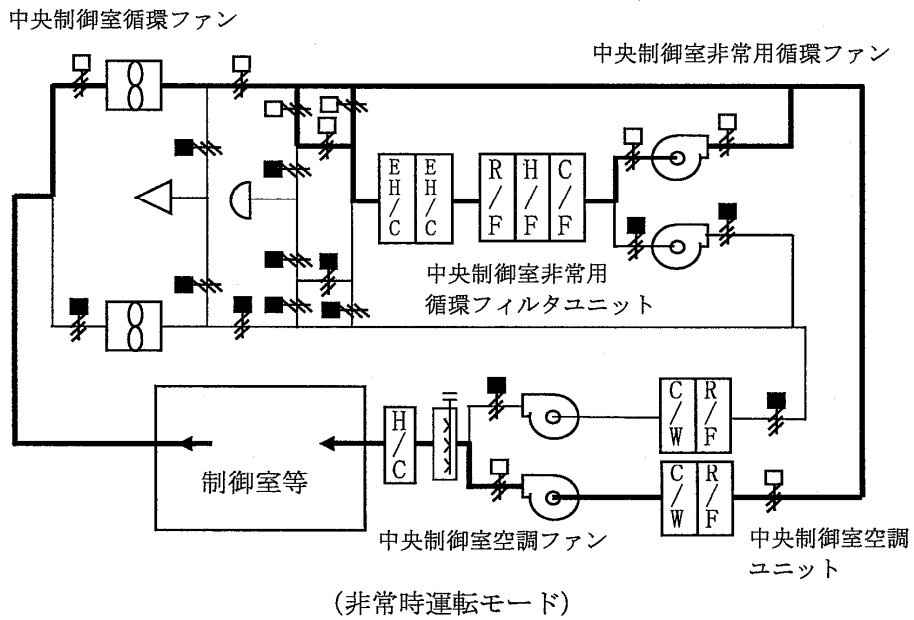 中央制御室循環ファン
中央制御室非常用循環ファン
EH/C
EH/C
R/F
H/F
C/F
中央制御室非常用
循環フィルタユニット
C/W
R/F
H/C
制御室等
C/W
R/F
中央制御室空調ファン
中央制御室空調
ユニット
(非常時運転モード)